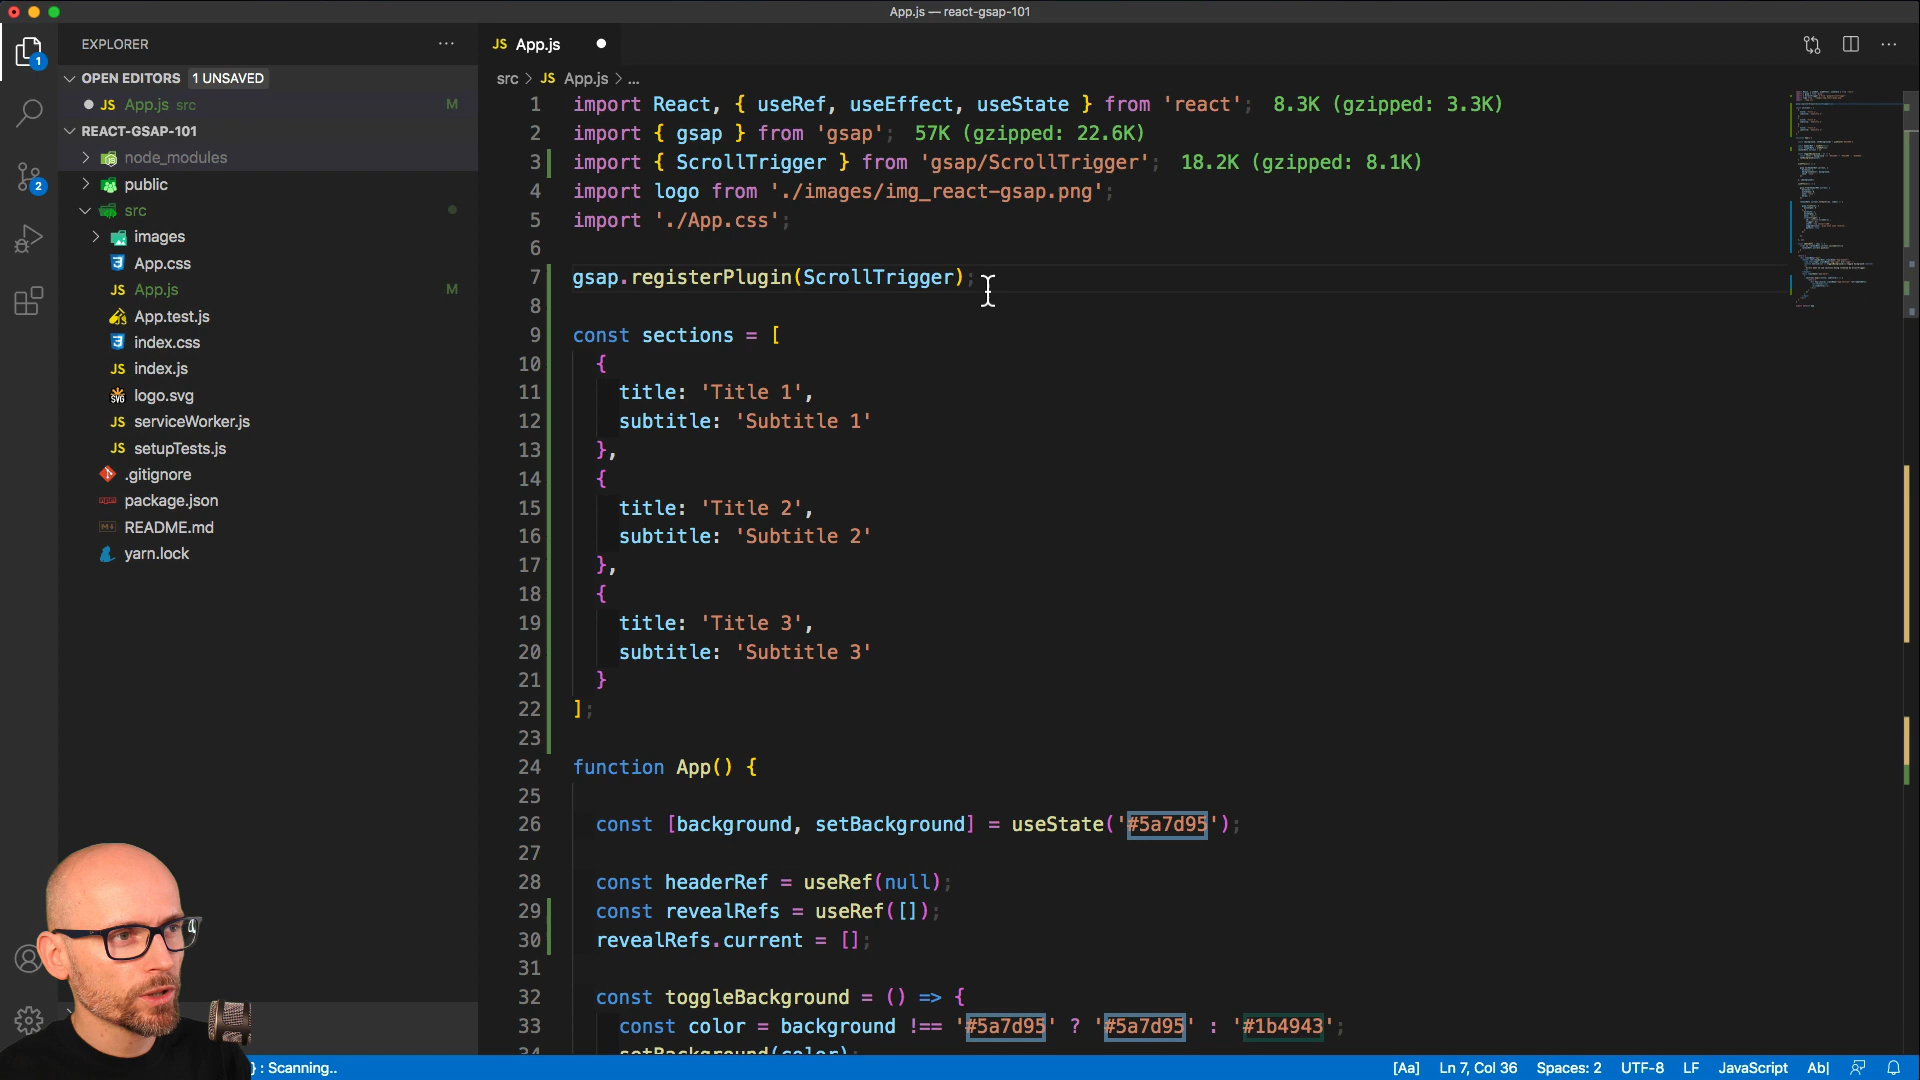 App.js — react-gsap-101
EXPLORER
OPEN EDITORS 1 UNSAVED
JS App.js src M
REACT-GSAP-101
node_modules
public
src
images
App.css
JS App.js M
App.test.js
index.css
JS index.js
logo.svg
JS serviceWorker.js
JS setupTests.js
.gitignore
package.json
README.md
yarn.lock
1
2
JS App.js
src > JS App.js > ...
1 import React, { useRef, useEffect, useState } from 'react'; 8.3K (gzipped: 3.3K)
2 import { gsap } from 'gsap'; 57K (gzipped: 22.6K)
3 import { ScrollTrigger } from 'gsap/ScrollTrigger'; 18.2K (gzipped: 8.1K)
4 import logo from './images/img_react-gsap.png';
5 import './App.css';
6
7 gsap.registerPlugin(ScrollTrigger);
8
9 const sections = [
10 {
11 title: 'Title 1',
12 subtitle: 'Subtitle 1'
13 },
14 {
15 title: 'Title 2',
16 subtitle: 'Subtitle 2'
17 },
18 {
19 title: 'Title 3',
20 subtitle: 'Subtitle 3'
21 }
22 ];
23
24 function App() {
25
26 const [background, setBackground] = useState('#5a7d95');
27
28 const headerRef = useRef(null);
29 const revealRefs = useRef([]);
30 revealRefs.current = [];
31
32 const toggleBackground = () => {
33 const color = background !== '#5a7d95' ? '#5a7d95' : '#1b4943';
34 setBackground(color);
} : Scanning..
[Aa] Ln 7, Col 36 Spaces: 2 UTF-8 LF JavaScript Ab|